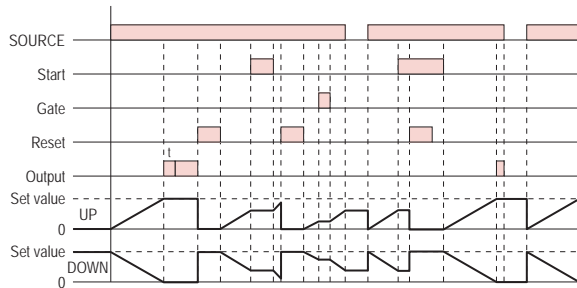 SOURCE
Start
Gate
Reset
Output
t
Set value
UP
0
Set value
DOWN
0